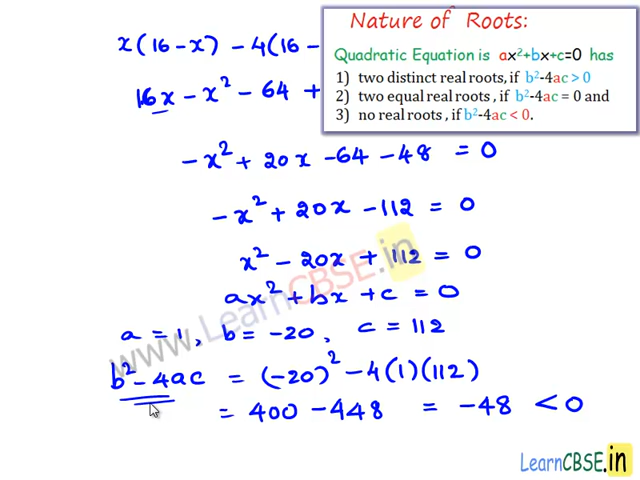 x(16-x) - 4(16-
16x - x² - 64 +
Nature of Roots:
Quadratic Equation is ax²+bx+c=0 has
1) two distinct real roots, if b²-4ac > 0
2) two equal real roots , if b²-4ac = 0 and
3) no real roots , if b²-4ac < 0.
-x² + 20x - 64 - 48 = 0
-x² + 20x - 112 = 0
x² - 20x + 112 = 0
ax² + bx + c = 0
a = 1, b = -20, c = 112
b² - 4ac = (-20)² - 4(1)(112)
= 400 - 448 = -48 < 0
www.LearnCBSE.in
LearnCBSE.in